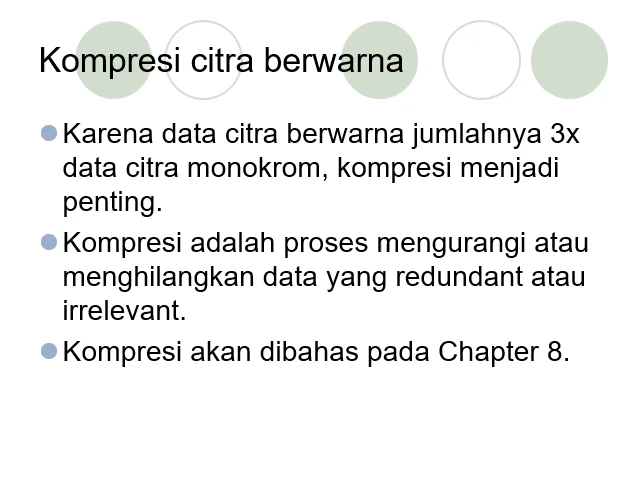 Kompresi citra berwarna
Karena data citra berwarna jumlahnya 3x
data citra monokrom, kompresi menjadi
penting.
Kompresi adalah proses mengurangi atau
menghilangkan data yang redundant atau
irrelevant.
Kompresi akan dibahas pada Chapter 8.